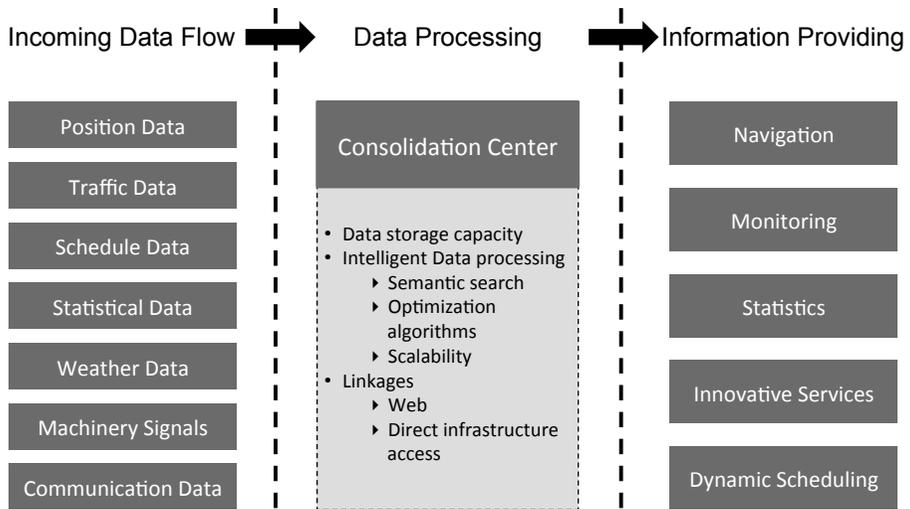 Incoming Data Flow
Data Processing
Information Providing
Position Data
Traffic Data
Schedule Data
Statistical Data
Weather Data
Machinery Signals
Communication Data
Consolidation Center
• Data storage capacity
• Intelligent Data processing
‣ Semantic search
‣ Optimization
algorithms
‣ Scalability
• Linkages
‣ Web
‣ Direct infrastructure
access
Navigation
Monitoring
Statistics
Innovative Services
Dynamic Scheduling